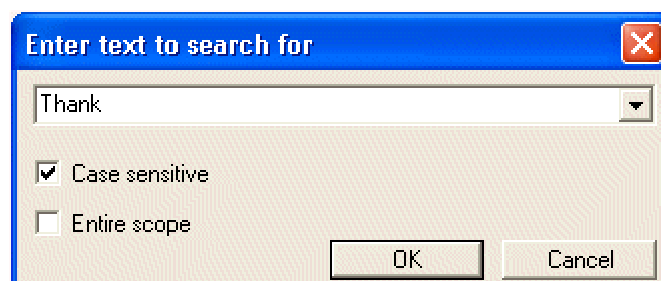 Enter text to search for
Thank
Case sensitive
Entire scope
OK Cancel